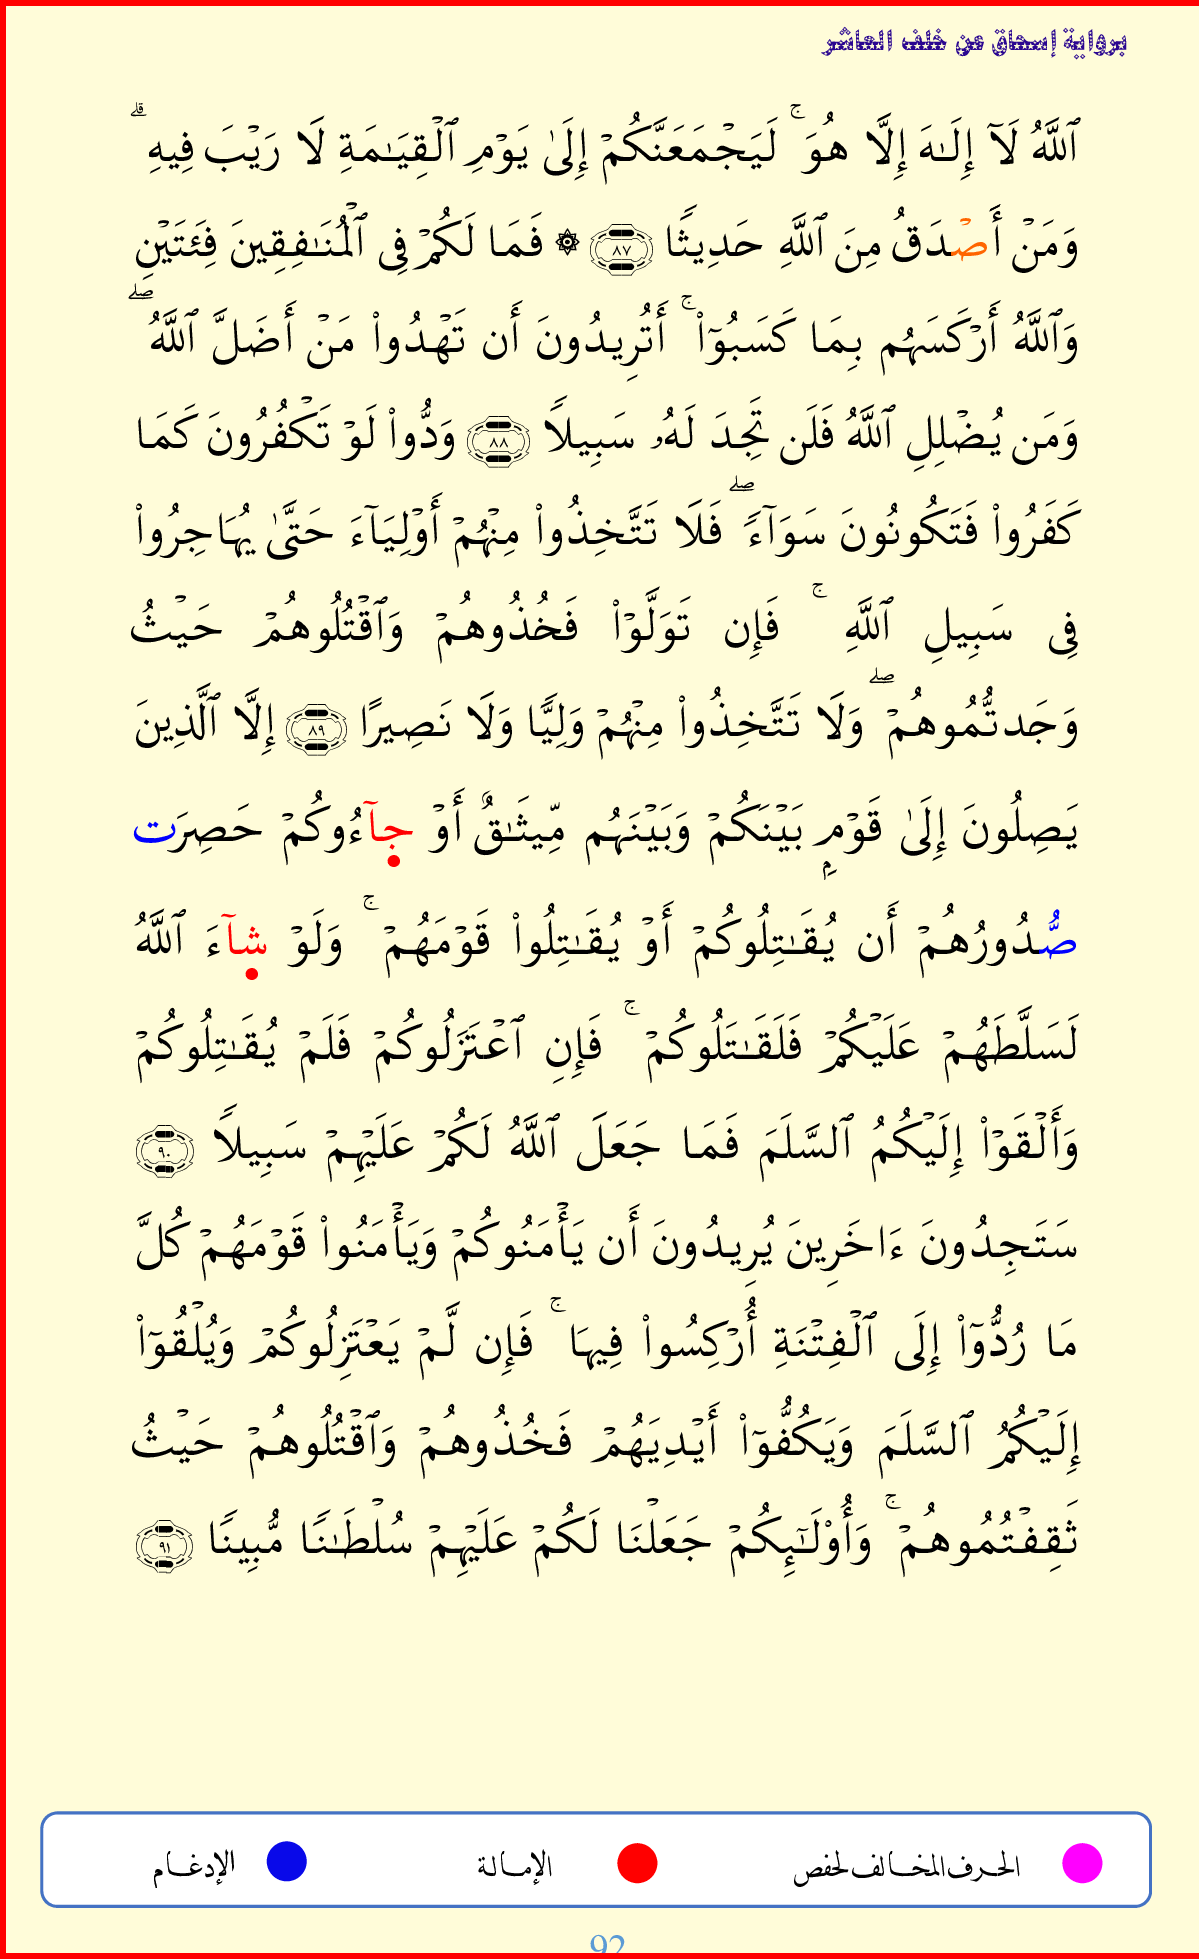 برواية إسحاق عن خلف العاشر
ٱللَّهُ لَآ إِلَـٰهَ إِلَّا هُوَ ۚ لَيَجْمَعَنَّكُمْ إِلَىٰ يَوْمِ ٱلْقِيَـٰمَةِ لَا رَيْبَ فِيهِ ۗ
وَمَنْ أَصْدَقُ مِنَ ٱللَّهِ حَدِيثًا ٨٧ ۞ فَمَا لَكُمْ فِى ٱلْمُنَـٰفِقِينَ فِئَتَيْنِ
وَٱللَّهُ أَرْكَسَهُم بِمَا كَسَبُوٓا۟ ۚ أَتُرِيدُونَ أَن تَهْدُوا۟ مَنْ أَضَلَّ ٱللَّهُ ۖ
وَمَن يُضْلِلِ ٱللَّهُ فَلَن تَجِدَ لَهُۥ سَبِيلًا ٨٨ وَدُّوا۟ لَوْ تَكْفُرُونَ كَمَا
كَفَرُوا۟ فَتَكُونُونَ سَوَآءً ۖ فَلَا تَتَّخِذُوا۟ مِنْهُمْ أَوْلِيَآءَ حَتَّىٰ يُهَاجِرُوا۟
فِى سَبِيلِ ٱللَّهِ ۚ فَإِن تَوَلَّوْا۟ فَخُذُوهُمْ وَٱقْتُلُوهُمْ حَيْثُ
وَجَدتُّمُوهُمْ ۖ وَلَا تَتَّخِذُوا۟ مِنْهُمْ وَلِيًّا وَلَا نَصِيرًا ٨٩ إِلَّا ٱلَّذِينَ
يَصِلُونَ إِلَىٰ قَوْمٍۭ بَيْنَكُمْ وَبَيْنَهُم مِّيثَـٰقٌ أَوْ جآءُوكُمْ حَصِرَت
صُّدُورُهُمْ أَن يُقَـٰتِلُوكُمْ أَوْ يُقَـٰتِلُوا۟ قَوْمَهُمْ ۚ وَلَوْ شآءَ ٱللَّهُ
لَسَلَّطَهُمْ عَلَيْكُمْ فَلَقَـٰتَلُوكُمْ ۚ فَإِنِ ٱعْتَزَلُوكُمْ فَلَمْ يُقَـٰتِلُوكُمْ
وَأَلْقَوْا۟ إِلَيْكُمُ ٱلسَّلَمَ فَمَا جَعَلَ ٱللَّهُ لَكُمْ عَلَيْهِمْ سَبِيلًا ٩٠
سَتَجِدُونَ ءَاخَرِينَ يُرِيدُونَ أَن يَأْمَنُوكُمْ وَيَأْمَنُوا۟ قَوْمَهُمْ كُلَّ
مَا رُدُّوٓا۟ إِلَى ٱلْفِتْنَةِ أُرْكِسُوا۟ فِيهَا ۚ فَإِن لَّمْ يَعْتَزِلُوكُمْ وَيُلْقُوٓا۟
إِلَيْكُمُ ٱلسَّلَمَ وَيَكُفُّوٓا۟ أَيْدِيَهُمْ فَخُذُوهُمْ وَٱقْتُلُوهُمْ حَيْثُ
ثَقِفْتُمُوهُمْ ۚ وَأُو۟لَـٰٓئِكُمْ جَعَلْنَا لَكُمْ عَلَيْهِمْ سُلْطَـٰنًا مُّبِينًا ٩١
الحرف المخالف لحفص الإمالة الإدغام
92